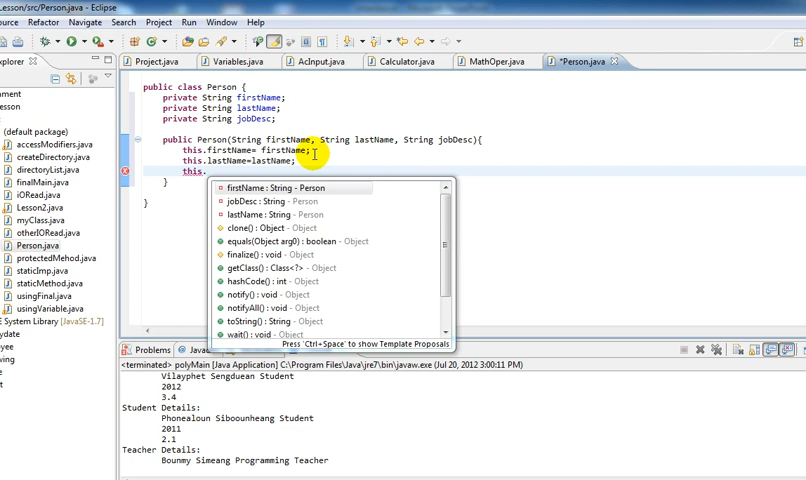 Lesson/src/Person.java - Eclipse
ource Refactor Navigate Search Project Run Window Help
Project.java Variables.java AcInput.java Calculator.java MathOper.java *Person.java
xplorer
ment
esson
(default package)
accessModifiers.java
createDirectory.java
directoryList.java
finalMain.java
iORead.java
Lesson2.java
myClass.java
otherIORead.java
Person.java
protectedMehod.java
staticImp.java
staticMethod.java
usingFinal.java
usingVariable.java
E System Library [JavaSE-1.7]
ydate
oyee
wing
e
t
public class Person {
private String firstName;
private String lastName;
private String jobDesc;
public Person(String firstName, String lastName, String jobDesc){
this.firstName= firstName;
this.lastName=lastName;
this.
}
}
firstName : String - Person
jobDesc : String - Person
lastName : String - Person
clone() : Object - Object
equals(Object arg0) : boolean - Object
finalize() : void - Object
getClass() : Class<?> - Object
hashCode() : int - Object
notify() : void - Object
notifyAll() : void - Object
toString() : String - Object
wait() : void - Object
Press 'Ctrl+Space' to show Template Proposals
Problems
<terminated> polyMain [Java Application] C:\Program Files\Java\jre7\bin\javaw.exe (Jul 20, 2012 3:00:11 PM)
Vilayphet Sengduean Student
2012
3.4
Student Details:
Phonealoun Siboounheang Student
2011
2.1
Teacher Details:
Bounmy Simeang Programming Teacher